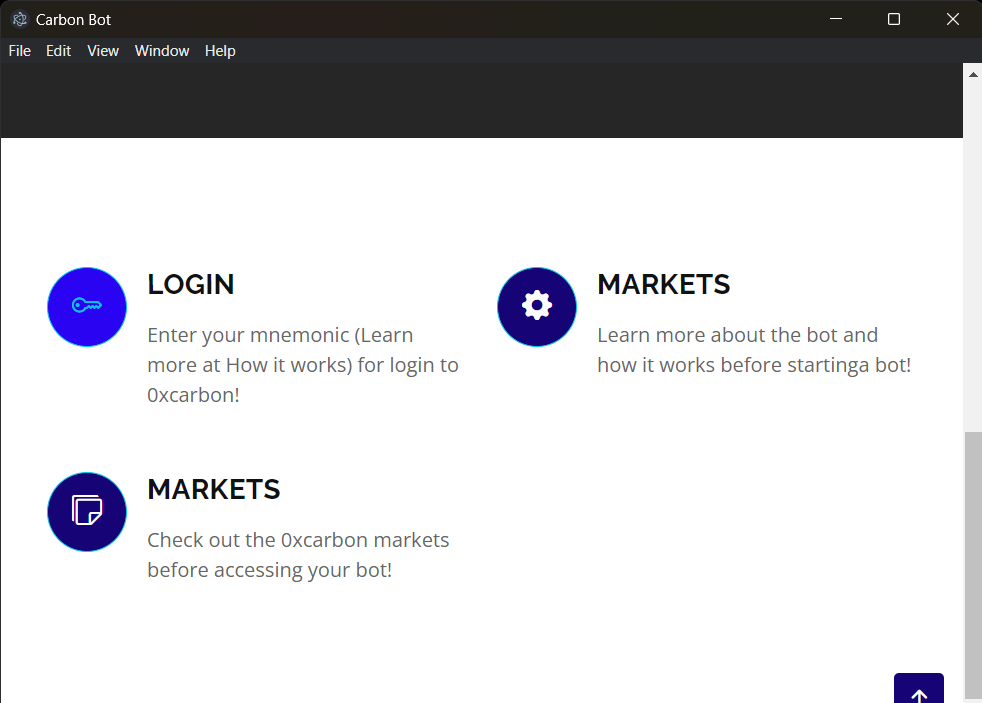 Carbon Bot
File Edit View Window Help
LOGIN
Enter your mnemonic (Learn
more at How it works) for login to
0xcarbon!
MARKETS
Learn more about the bot and
how it works before startinga bot!
MARKETS
Check out the 0xcarbon markets
before accessing your bot!